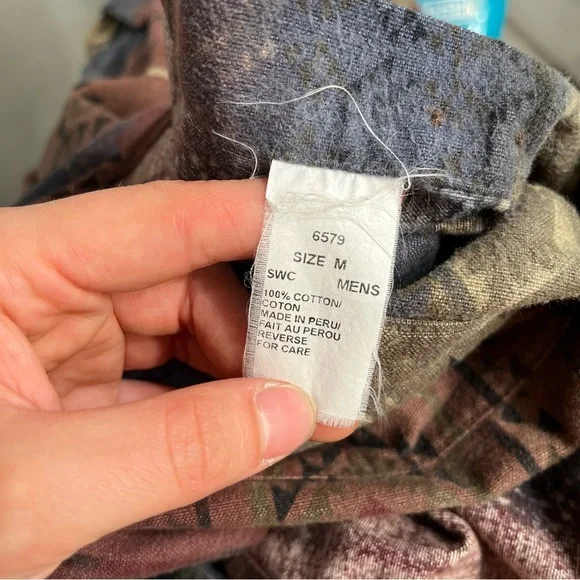 6579
SIZE M
SWC MENS
100% COTTON/
COTON
MADE IN PERU/
FAIT AU PEROU
REVERSE
FOR CARE